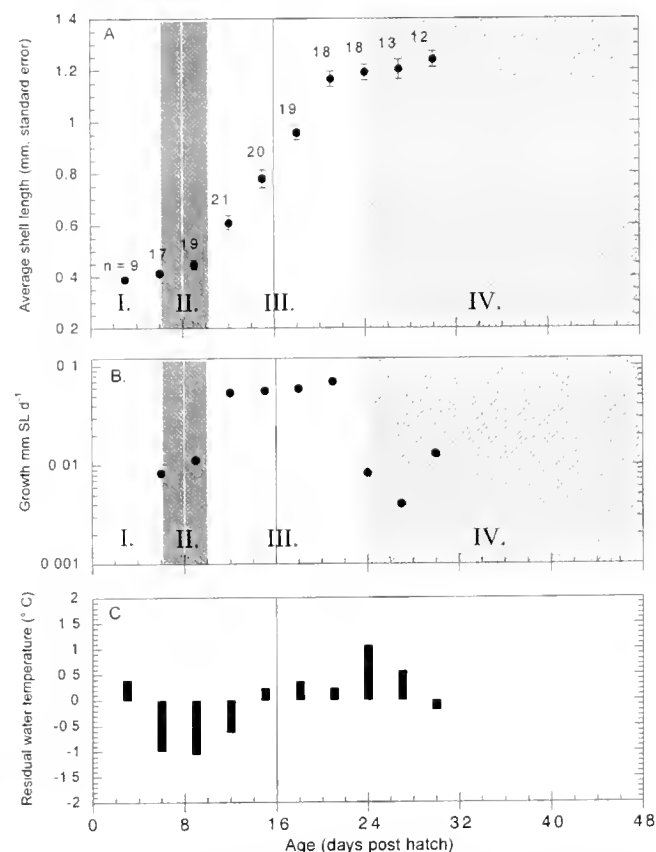 A
Average shell length (mm. standard error)
1.4
1.2
1
0.8
0.6
0.4
0 2
n = 9
17
19
21
20
19
18
18
13
12
I.
II.
III.
IV.
B.
Growth mm SL d-1
0 1
0 01
0 001
I.
II.
III.
IV.
C
Residual water temperature (° C)
2
1 5
1
0 5
0
-0 5
-1
-1 5
-2
0
8
16
24
32
40
48
Age (days post hatch)